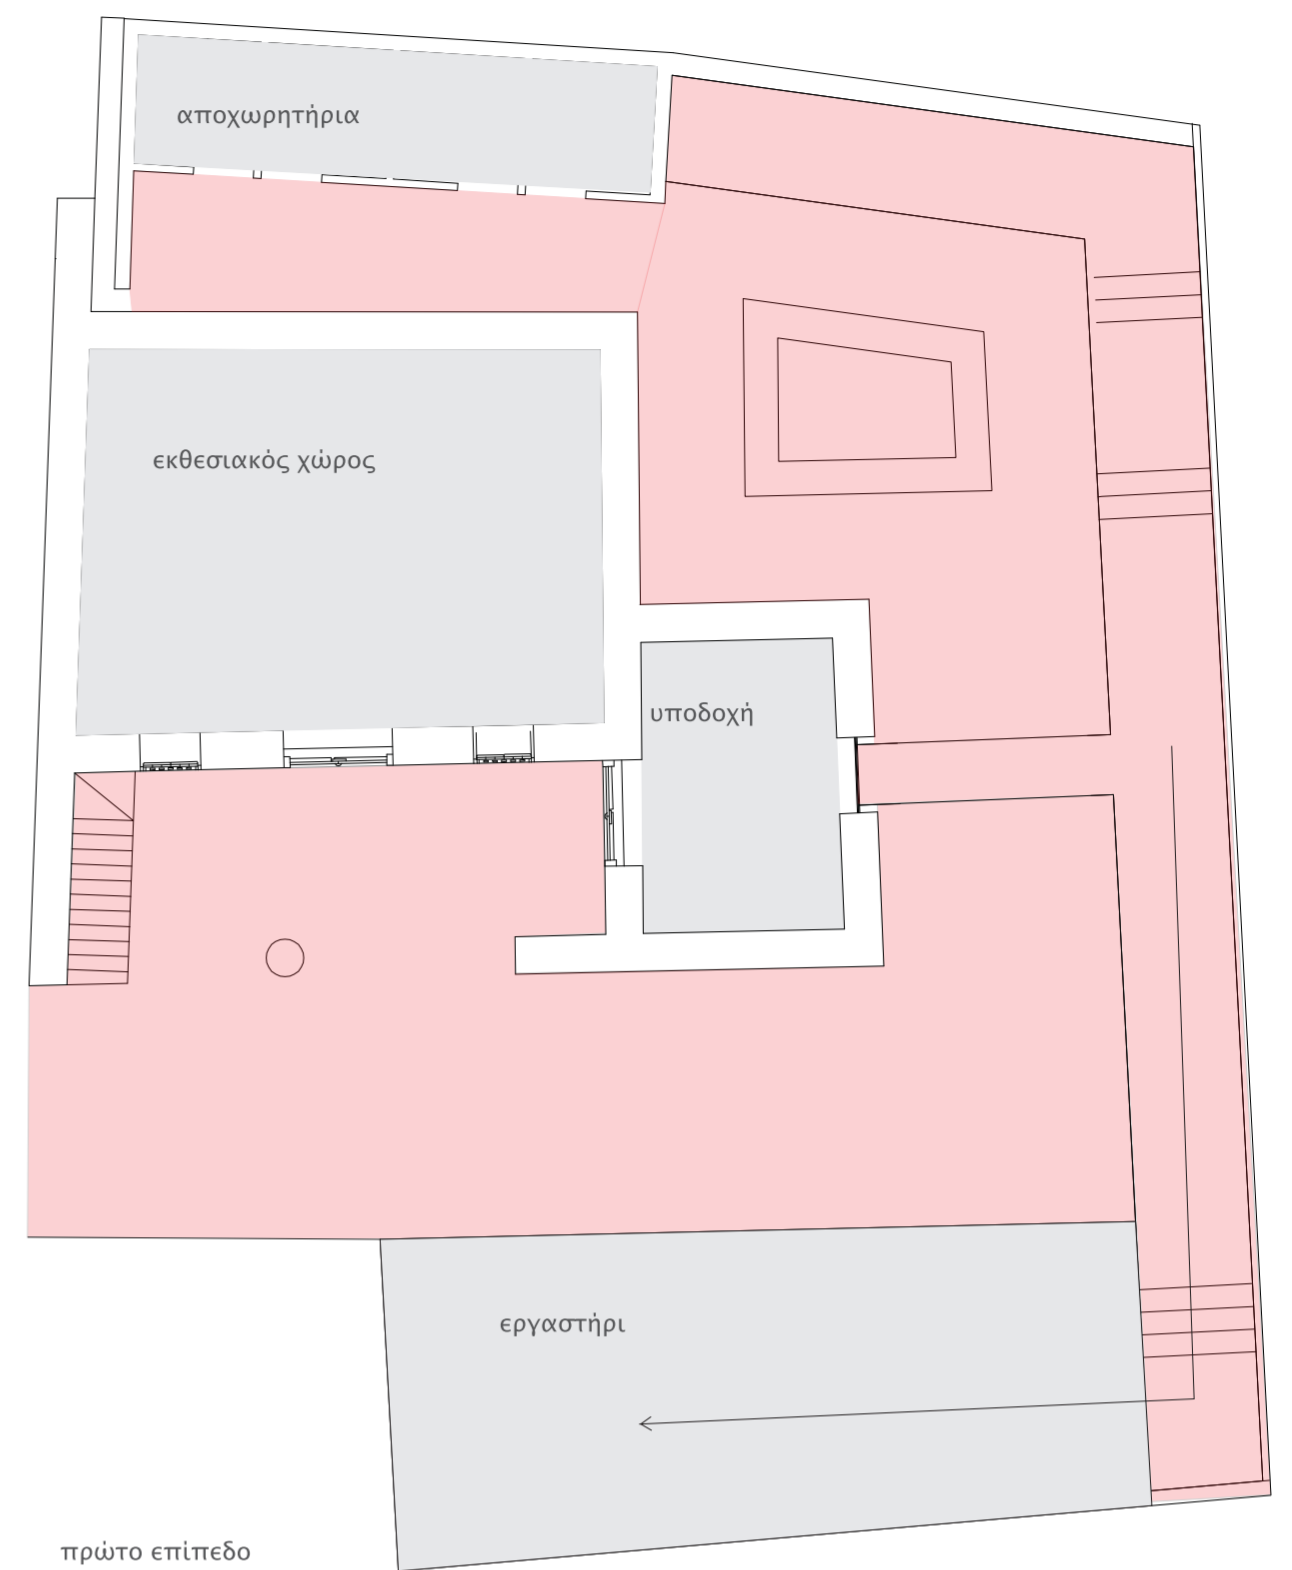 αποχωρητήρια
εκθεσιακός χώρος
υποδοχή
εργαστήρι
πρώτο επίπεδο